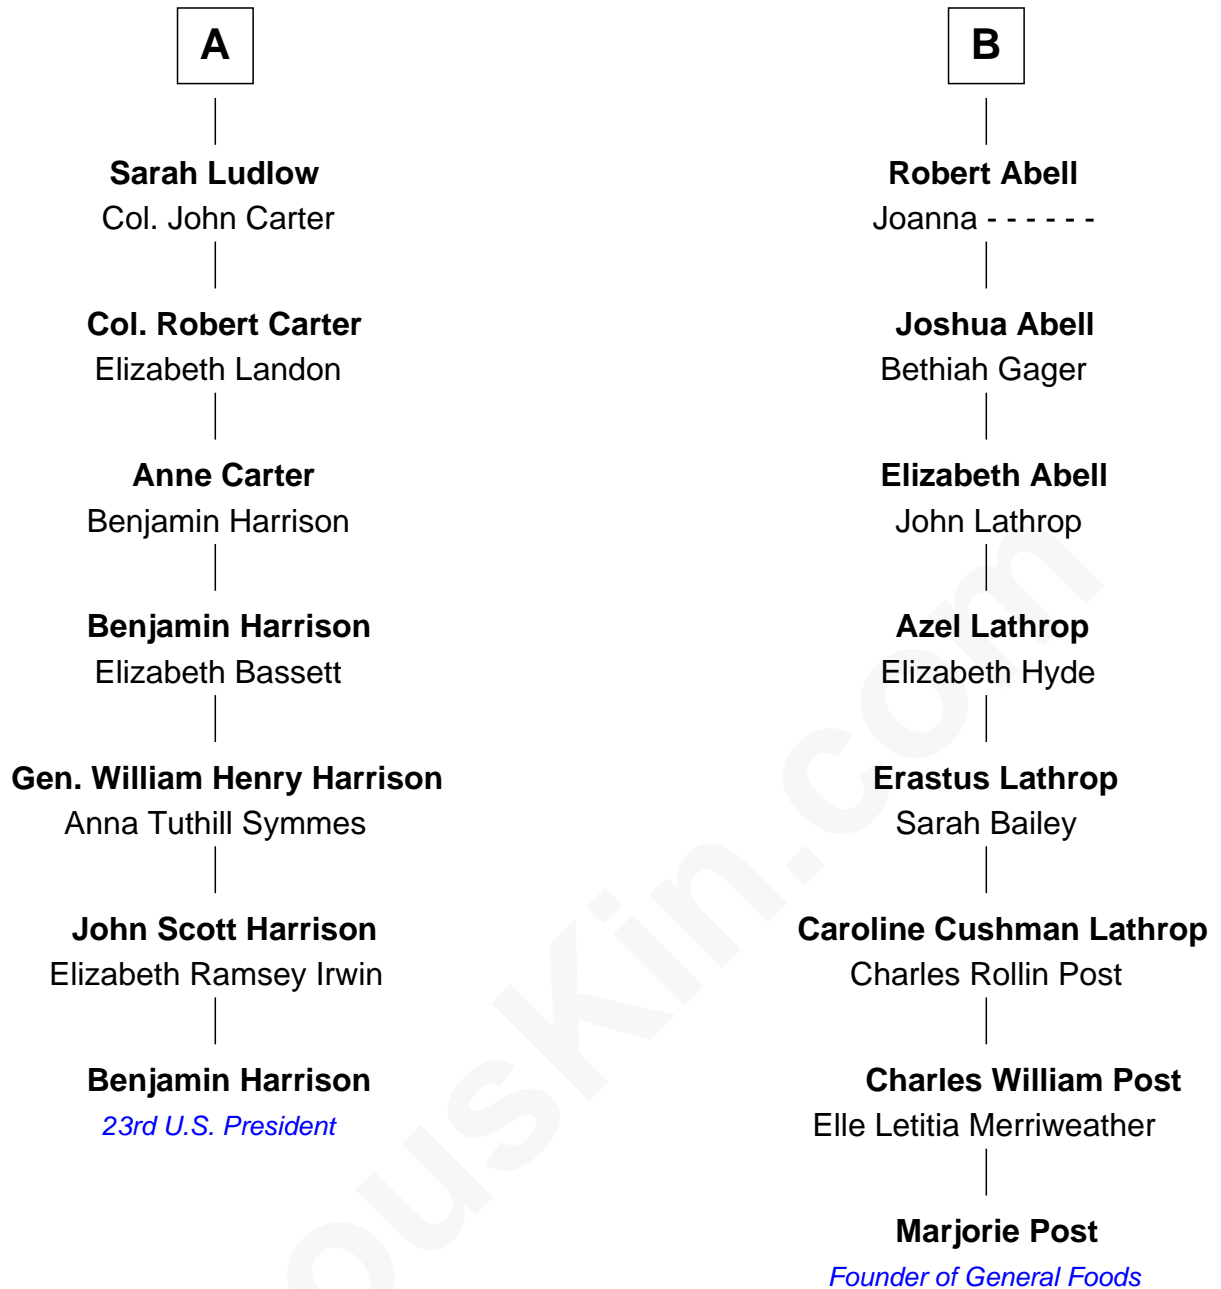 A
Sarah Ludlow
Col. John Carter
Col. Robert Carter
Elizabeth Landon
Anne Carter
Benjamin Harrison
Benjamin Harrison
Elizabeth Bassett
Gen. William Henry Harrison
Anna Tuthill Symmes
John Scott Harrison
Elizabeth Ramsey Irwin
Benjamin Harrison
23rd U.S. President
B
Robert Abell
Joanna - - - - - -
Joshua Abell
Bethiah Gager
Elizabeth Abell
John Lathrop
Azel Lathrop
Elizabeth Hyde
Erastus Lathrop
Sarah Bailey
Caroline Cushman Lathrop
Charles Rollin Post
Charles William Post
Elle Letitia Merriweather
Marjorie Post
Founder of General Foods
ousKin.com